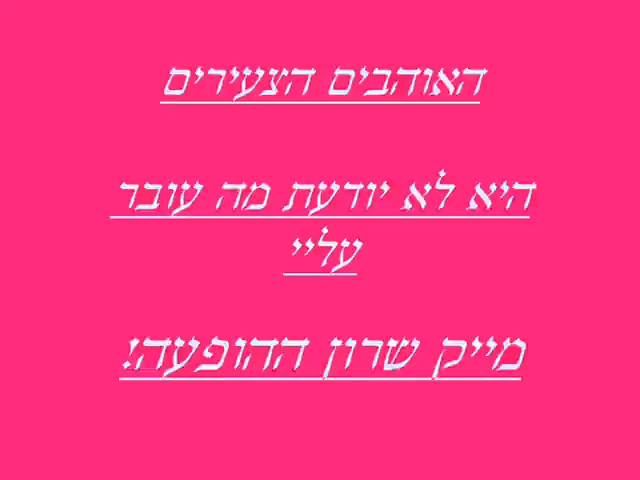 האוהבים הצעירים
היא לא יודעת מה עובר
עליי
מייק שרון ההופעה!